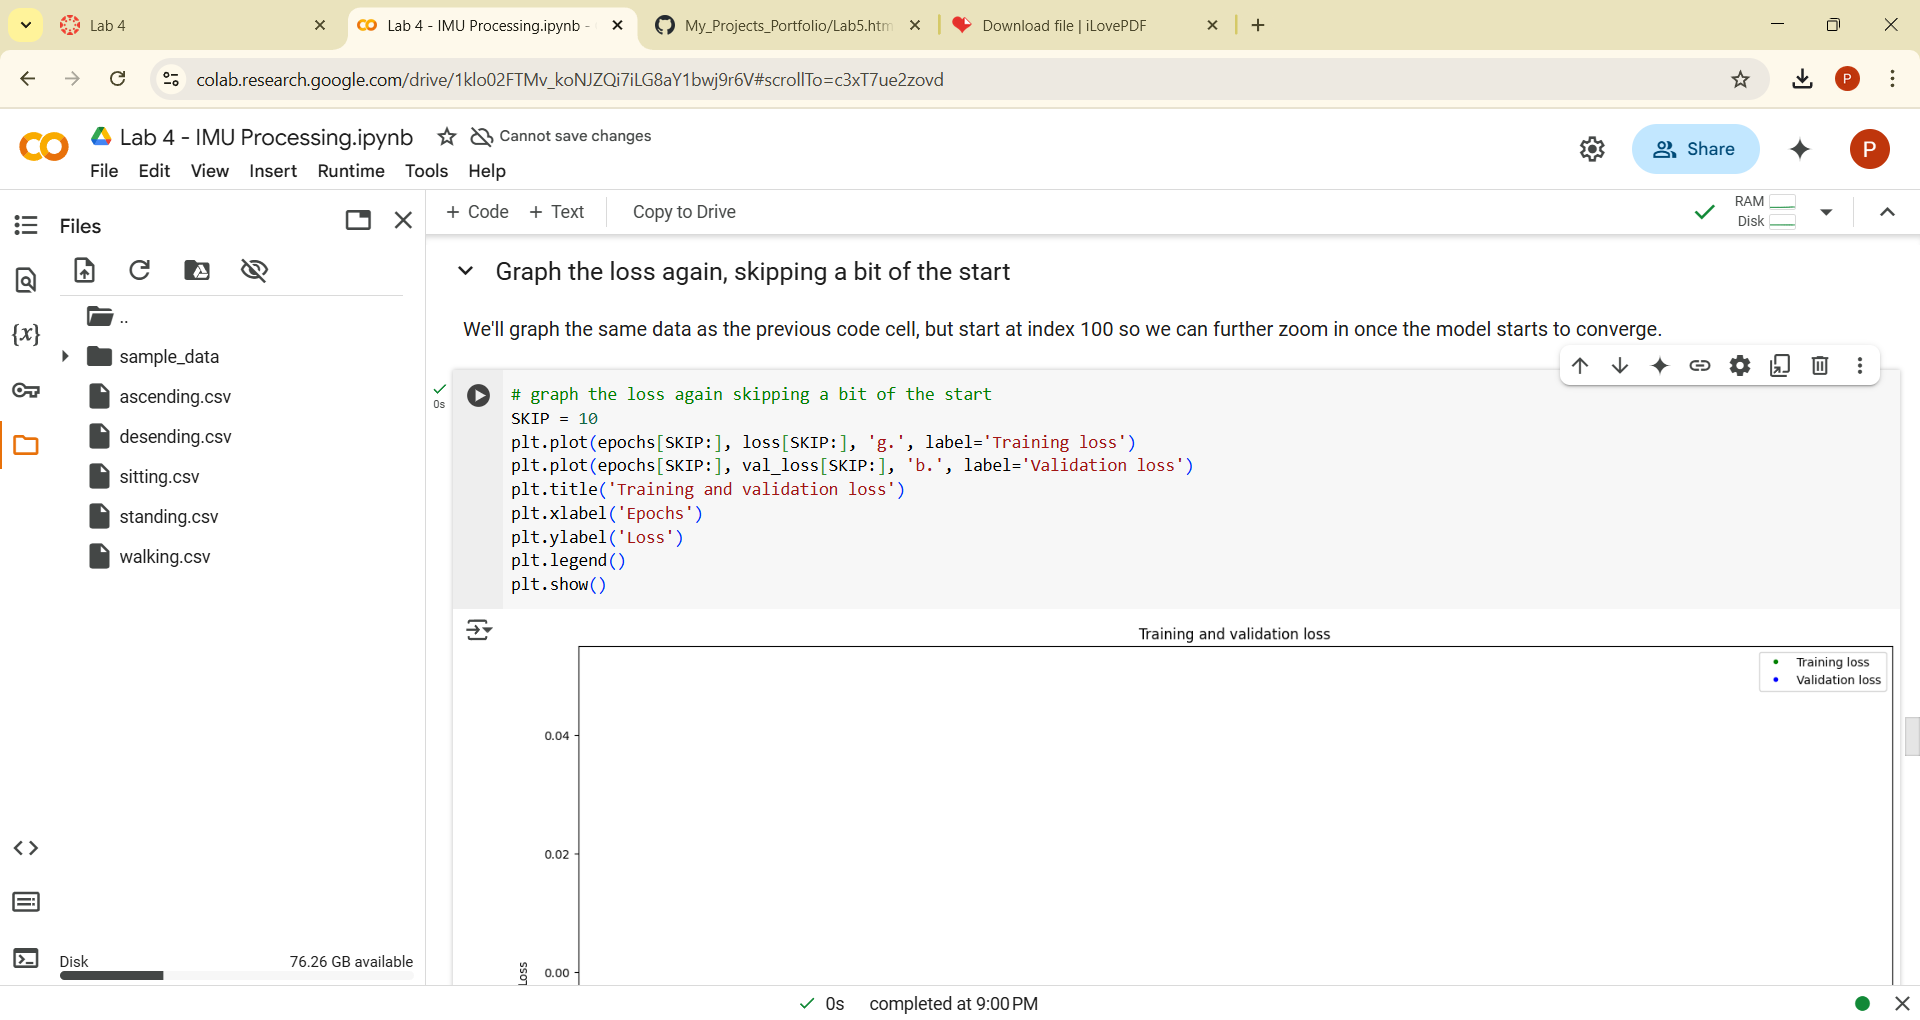 Lab 4
Lab 4 - IMU Processing.ipynb -
My_Projects_Portfolio/Lab5.htm
Download file | iLovePDF
colab.research.google.com/drive/1klo02FTMv_koNJZQi7iLG8aY1bwj9r6V#scrollTo=c3xT7ue2zovd
P
Lab 4 - IMU Processing.ipynb
Cannot save changes
File Edit View Insert Runtime Tools Help
Share
P
Files
+ Code + Text
Copy to Drive
RAM
Disk
..
sample_data
ascending.csv
desending.csv
sitting.csv
standing.csv
walking.csv
{x}
Disk
76.26 GB available
Graph the loss again, skipping a bit of the start
We'll graph the same data as the previous code cell, but start at index 100 so we can further zoom in once the model starts to converge.
0s
# graph the loss again skipping a bit of the start
SKIP = 10
plt.plot(epochs[SKIP:], loss[SKIP:], 'g.', label='Training loss')
plt.plot(epochs[SKIP:], val_loss[SKIP:], 'b.', label='Validation loss')
plt.title('Training and validation loss')
plt.xlabel('Epochs')
plt.ylabel('Loss')
plt.legend()
plt.show()
Training and validation loss
Training loss
Validation loss
0.04
0.02
0.00
Loss
0s completed at 9:00 PM